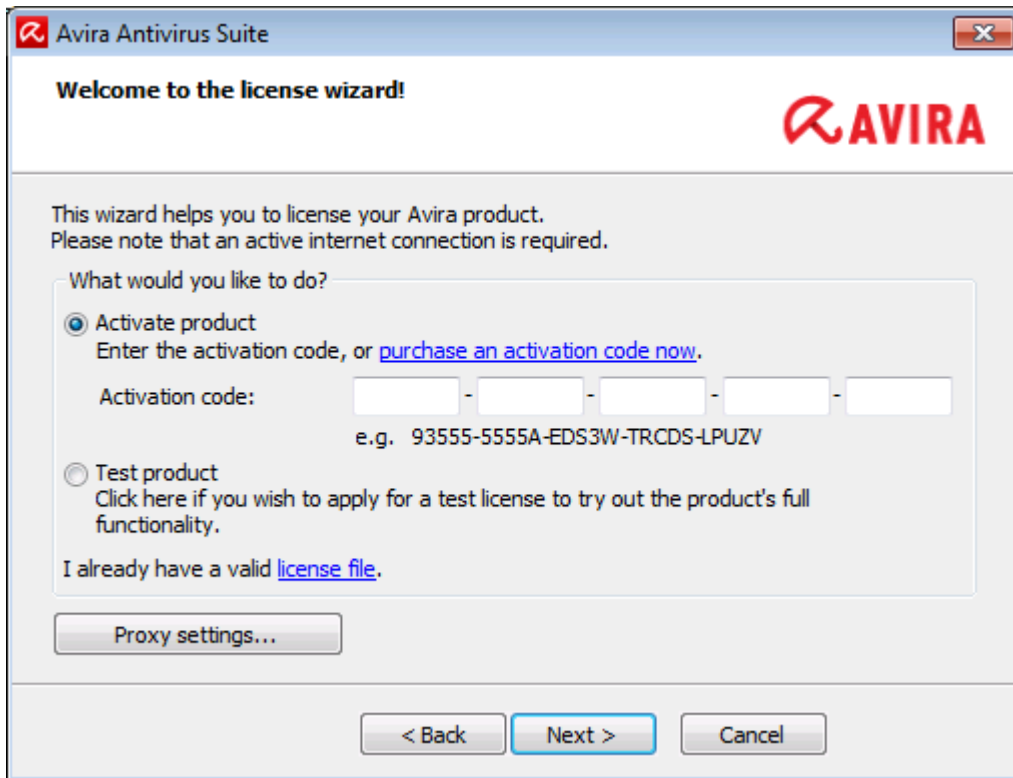 Avira Antivirus Suite
Welcome to the license wizard!
AVIRA
This wizard helps you to license your Avira product.
Please note that an active internet connection is required.
What would you like to do?
Activate product
Enter the activation code, or purchase an activation code now.
Activation code: - - - -
e.g. 93555-5555A-EDS3W-TRCDS-LPUZV
Test product
Click here if you wish to apply for a test license to try out the product's full
functionality.
I already have a valid license file.
Proxy settings...
< Back Next > Cancel